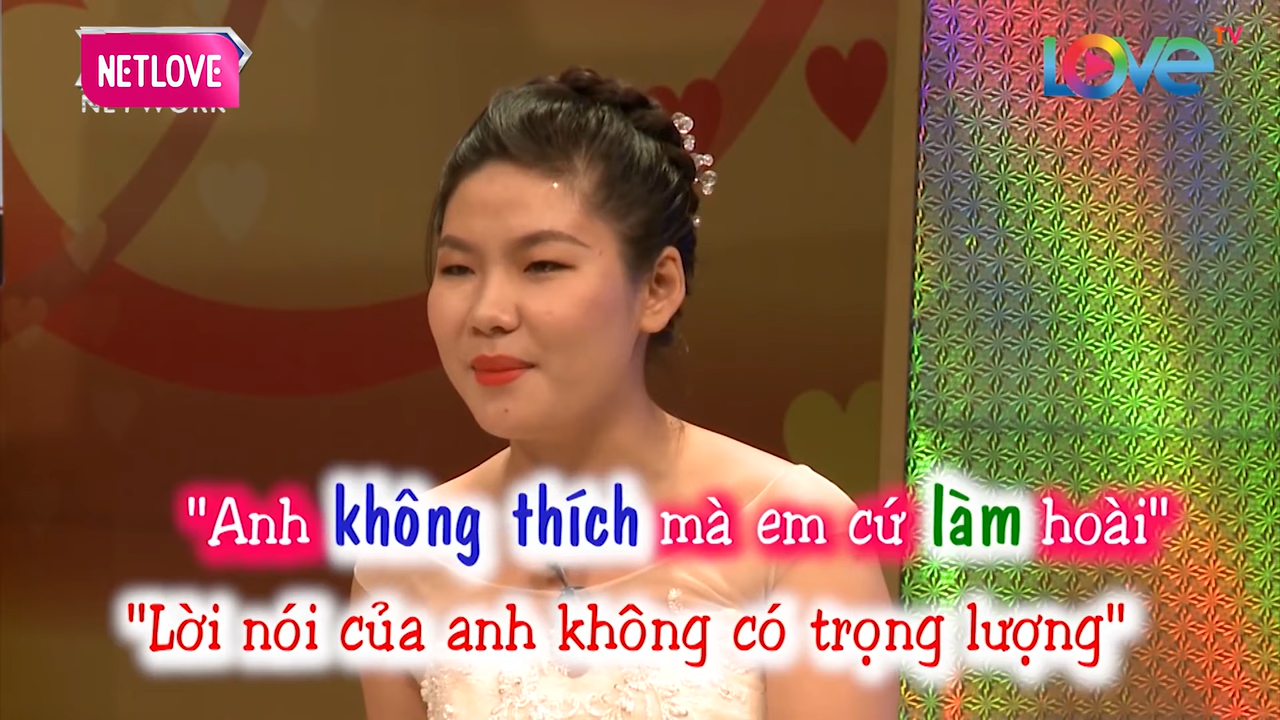 NETLOVE
NETWORK
LOVE TV
"Anh không thích mà em cứ làm hoài"
"Lời nói của anh không có trọng lượng"